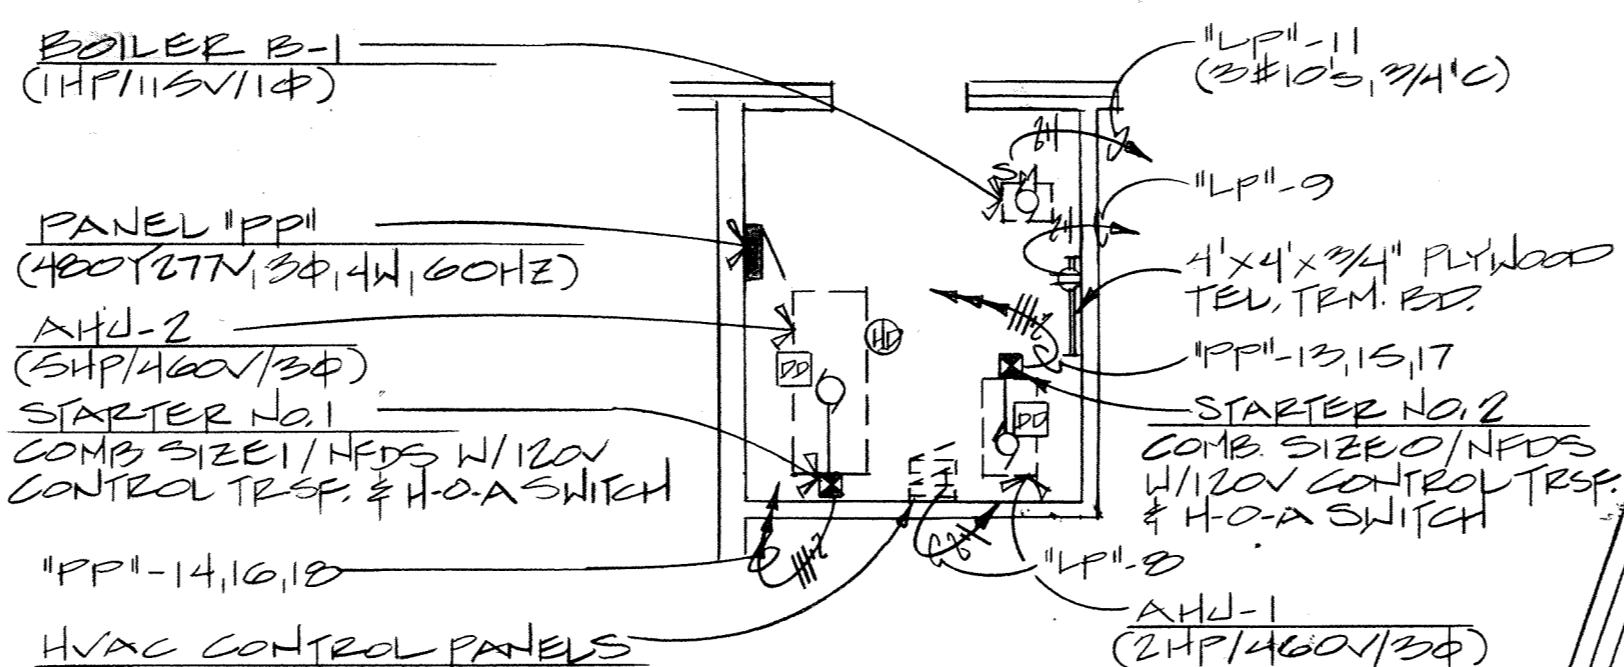 BOILER B-1
(1HP/115V/1Φ)
PANEL "PP"
(480Y277V, 3Φ, 4W, 60HZ)
AHU-2
(5HP/460V/3Φ)
STARTER NO. 1
COMB SIZE 1/NFDS W/120V
CONTROL TRSF. & H-O-A SWITCH
"PP"-14,16,18
HVAC CONTROL PANELS
HD
DD
DD
"LP"-11
(3#10'S, 3/4"C)
"LP"-9
4'X4'X3/4" PLYWOOD
TEL. TRM. BD.
"PP"-13,15,17
STARTER NO. 2
COMB. SIZE 0/NFDS
W/120V CONTROL TRSF.
& H-O-A SWITCH
"LP"-8
AHU-1
(2HP/460V/3Φ)